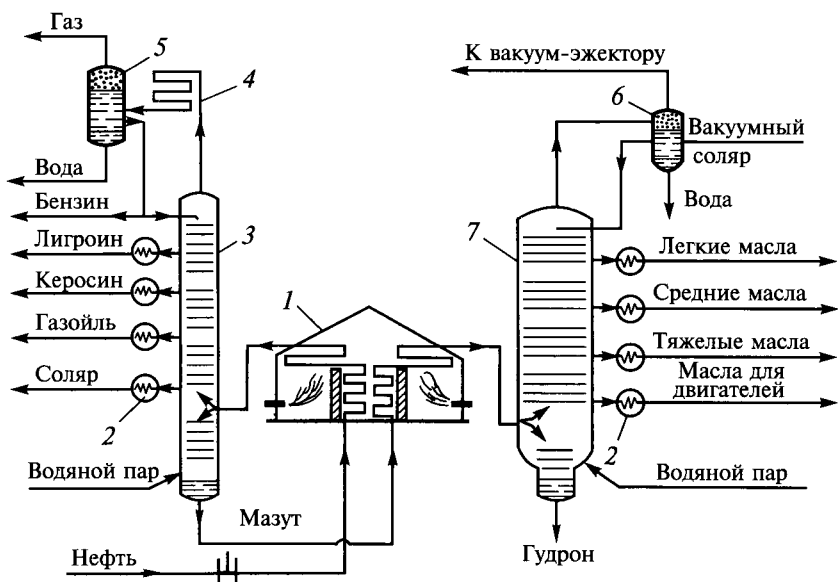 Газ
5
4
К вакуум-эжектору
6
Вакуумный
соляр
Вода
Вода
Бензин
3
7
Лигроин
Легкие масла
Керосин
1
Средние масла
Газойль
Тяжелые масла
Соляр
Масла для
двигателей
2
2
Водяной пар
Водяной пар
Мазут
Нефть
Гудрон